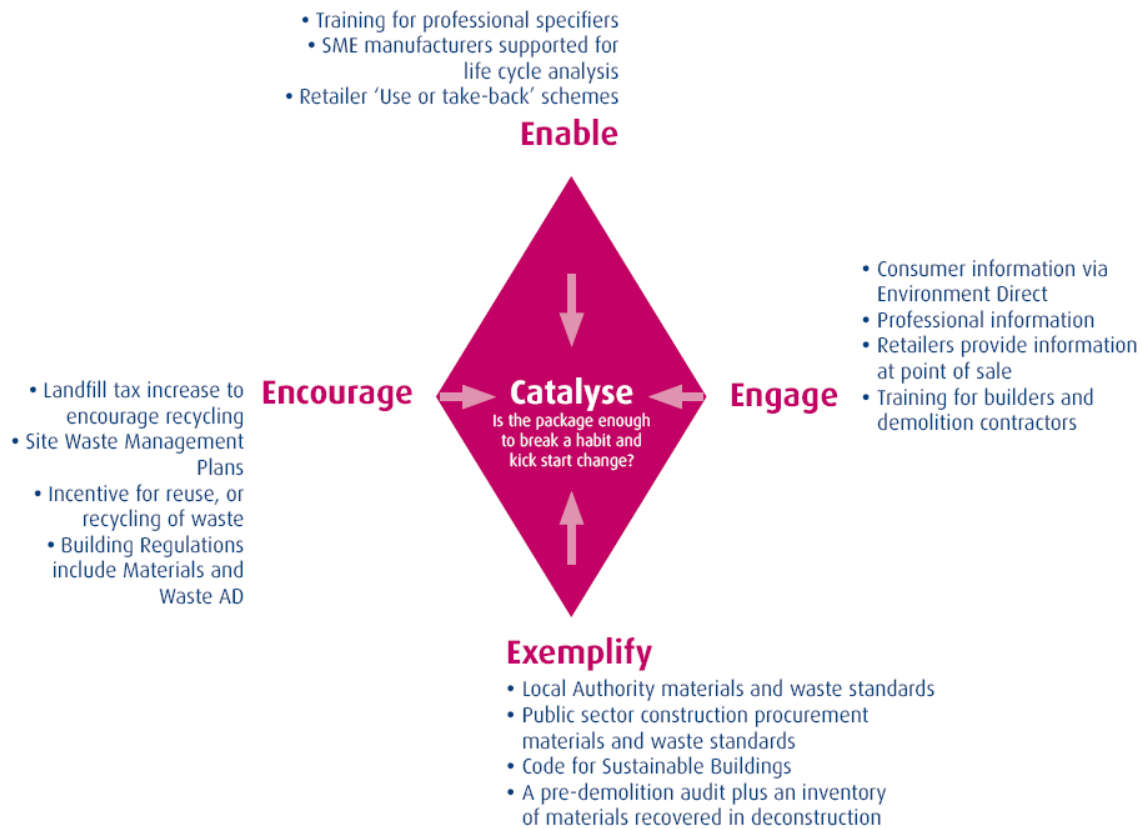 • Training for professional specifiers
• SME manufacturers supported for
life cycle analysis
• Retailer ‘Use or take-back’ schemes
Enable
• Consumer information via
Environment Direct
• Professional information
• Retailers provide information
at point of sale
• Training for builders and
demolition contractors
Engage
• Landfill tax increase to
encourage recycling
• Site Waste Management
Plans
• Incentive for reuse, or
recycling of waste
• Building Regulations
include Materials and
Waste AD
Encourage
Catalyse
Is the package enough
to break a habit and
kick start change?
Exemplify
• Local Authority materials and waste standards
• Public sector construction procurement
materials and waste standards
• Code for Sustainable Buildings
• A pre-demolition audit plus an inventory
of materials recovered in deconstruction